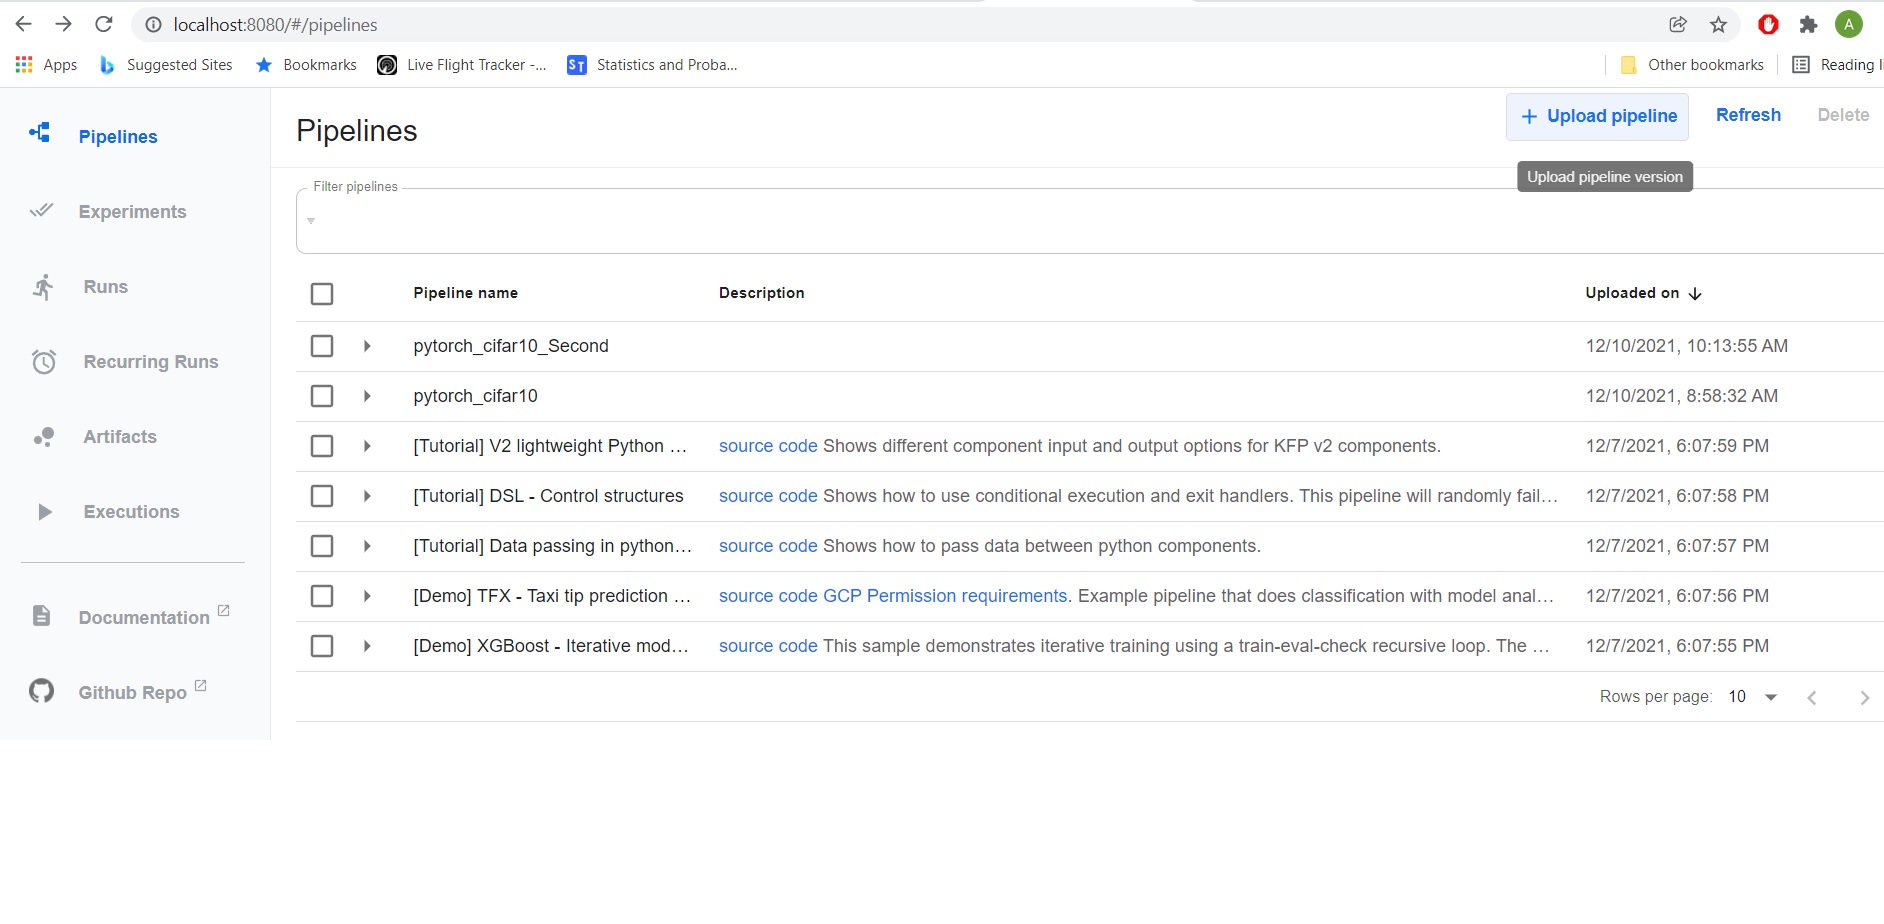 localhost:8080/#/pipelines
A
Apps Suggested Sites Bookmarks Live Flight Tracker -... ST Statistics and Proba... Other bookmarks Reading li
Pipelines
Experiments
Runs
Recurring Runs
Artifacts
Executions
Documentation
Github Repo
Pipelines
+ Upload pipeline Refresh Delete
Upload pipeline version
Filter pipelines
Pipeline name Description Uploaded on
pytorch_cifar10_Second 12/10/2021, 10:13:55 AM
pytorch_cifar10 12/10/2021, 8:58:32 AM
[Tutorial] V2 lightweight Python ... source code Shows different component input and output options for KFP v2 components. 12/7/2021, 6:07:59 PM
[Tutorial] DSL - Control structures source code Shows how to use conditional execution and exit handlers. This pipeline will randomly fail... 12/7/2021, 6:07:58 PM
[Tutorial] Data passing in python... source code Shows how to pass data between python components. 12/7/2021, 6:07:57 PM
[Demo] TFX - Taxi tip prediction ... source code GCP Permission requirements. Example pipeline that does classification with model anal... 12/7/2021, 6:07:56 PM
[Demo] XGBoost - Iterative mod... source code This sample demonstrates iterative training using a train-eval-check recursive loop. The ... 12/7/2021, 6:07:55 PM
Rows per page: 10